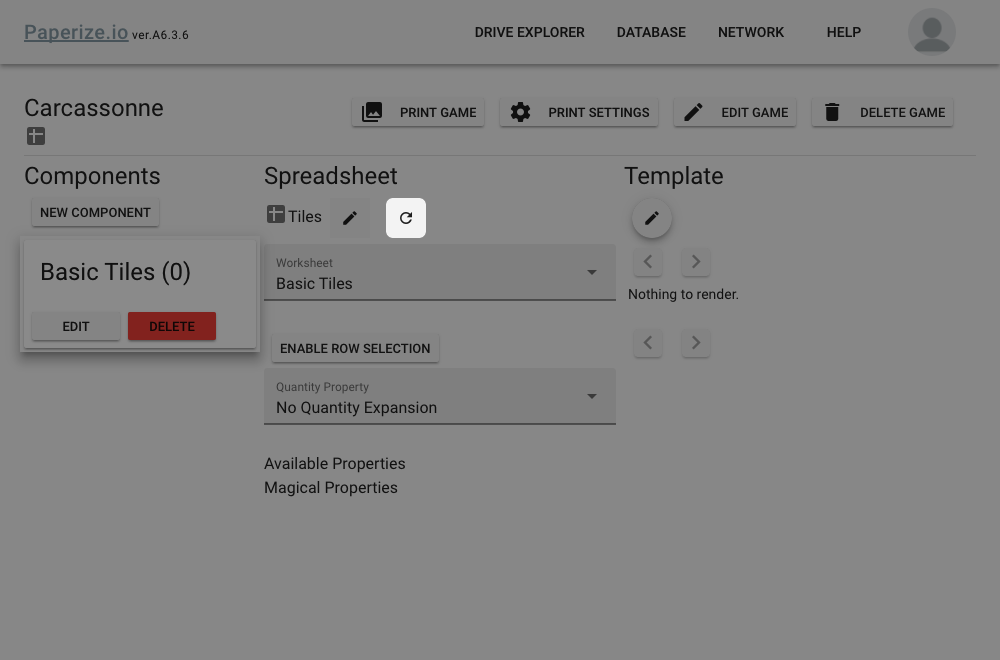 Paperize.io ver.A6.3.6
DRIVE EXPLORER DATABASE NETWORK HELP
Carcassonne
PRINT GAME PRINT SETTINGS EDIT GAME DELETE GAME
Components
NEW COMPONENT
Basic Tiles (0)
EDIT DELETE
Spreadsheet
Tiles
Worksheet
Basic Tiles
ENABLE ROW SELECTION
Quantity Property
No Quantity Expansion
Available Properties
Magical Properties
Template
Nothing to render.